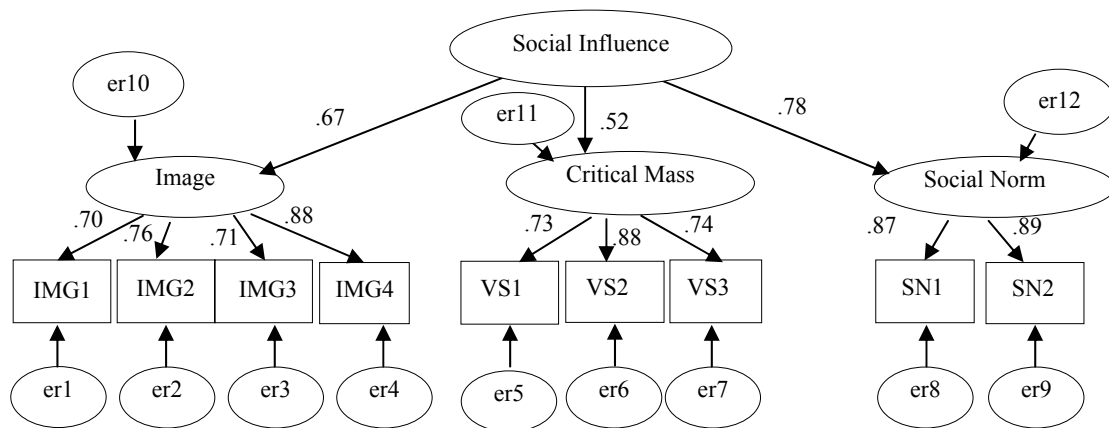 Social Influence
er10
er11
er12
.67
.52
.78
Image
Critical Mass
Social Norm
.70
.76
.71
.88
.73
.88
.74
.87
.89
IMG1
IMG2
IMG3
IMG4
VS1
VS2
VS3
SN1
SN2
er1
er2
er3
er4
er5
er6
er7
er8
er9